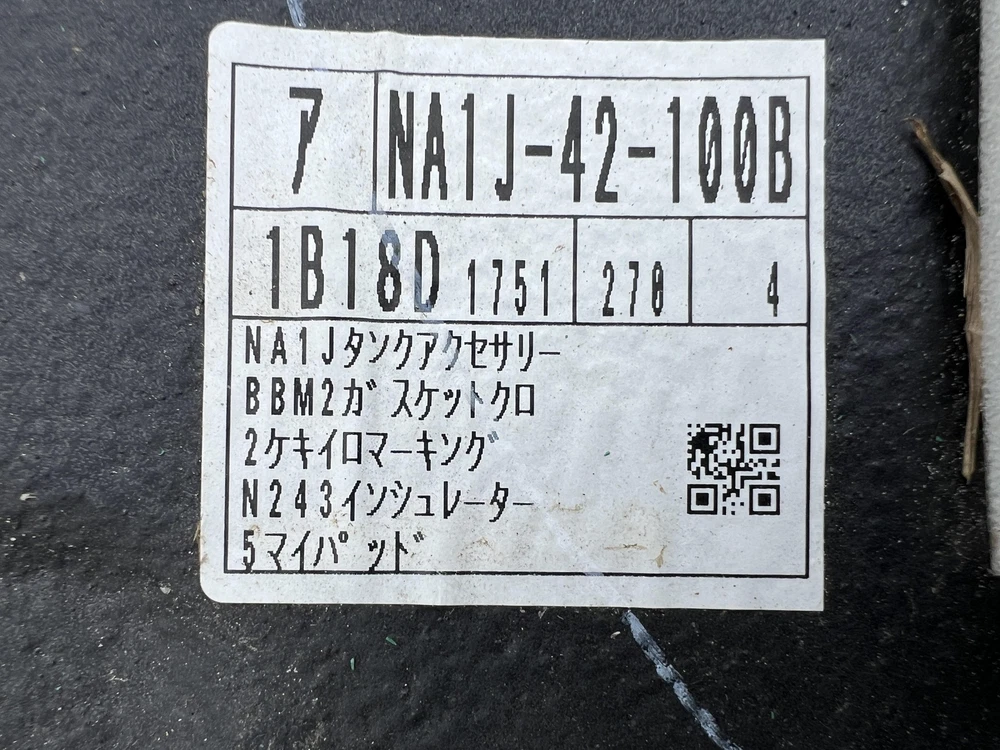 ア NA1J-42-100B
1B18D 1751 270 4
NA1Jタンクアクセサリー
BBM2ガスケットクロ
2ケキイロマーキング
N243インシュレーター
5マイパッド